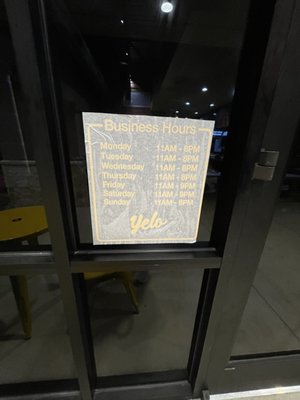 Business Hours
Monday 11AM - 8PM
Tuesday 11AM - 8PM
Wednesday 11AM - 8PM
Thursday 11AM - 8PM
Friday 11AM - 8PM
Saturday 11AM - 8PM
Sunday 11AM - 8PM
Yelo